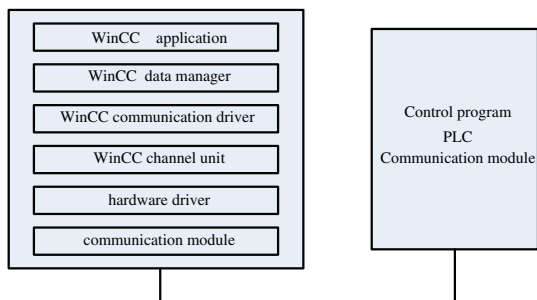 WinCC application
WinCC data manager
WinCC communication driver
WinCC channel unit
hardware driver
communication module
Control program
PLC
Communication module